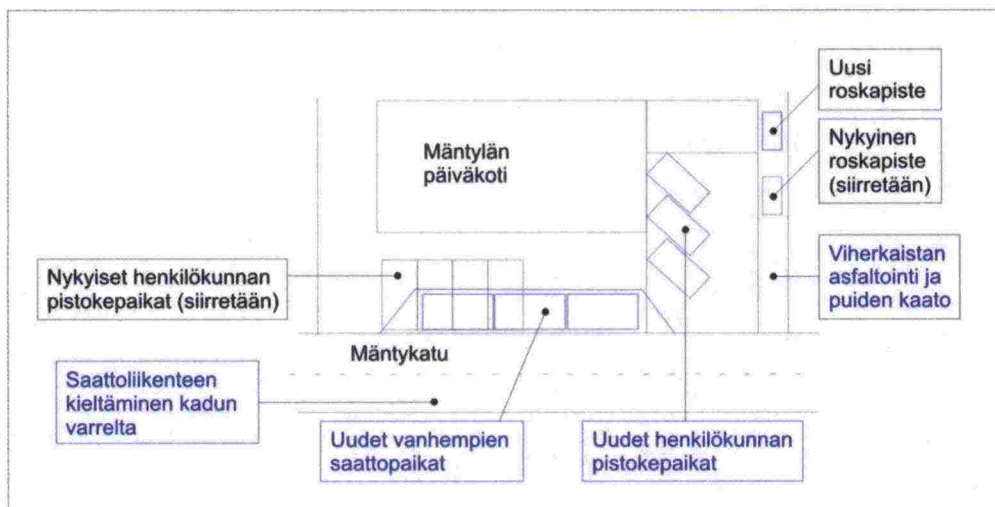 Uusi
roskapiste
Mäntylän
päiväkoti
Nykyinen
roskapiste
(siirretään)
Nykyiset henkilökunnan
pistokepaikat (siirretään)
Viherkaistan
asfaltointi ja
puiden kaato
Mäntykatu
Saattoliikenteen
kieltäminen kadun
varrelta
Uudet vanhempien
saattopaikat
Uudet henkilökunnan
pistokepaikat